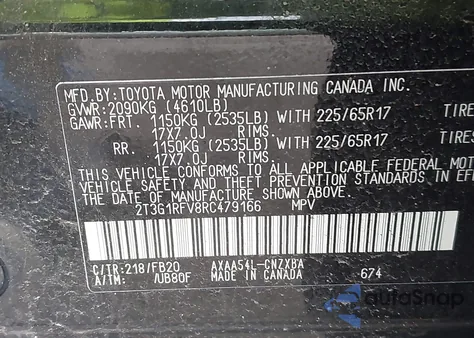 MFD.BY:TOYOTA MOTOR MANUFACTURING CANADA INC.
GVWR:2090KG (4610LB)
GAWR:FRT. 1150KG (2535LB) WITH 225/65R17 TIRE
17X7.0J RIMS.
RR. 1150KG (2535LB) WITH 225/65R17 TIRES
17X7.0J RIMS.
THIS VEHICLE CONFORMS TO ALL APPLICABLE FEDERAL MOT
VEHICLE SAFETY AND THEFT PREVENTION STANDARDS IN EF
THE DATE OF MANUFACTURE SHOWN ABOVE.
2T3G1RFV8RC479166 MPV
C/TR:218/FB20 AXAA54L-CNZXBA
A/TM: /UB80F MADE IN CANADA 674
autoSnap